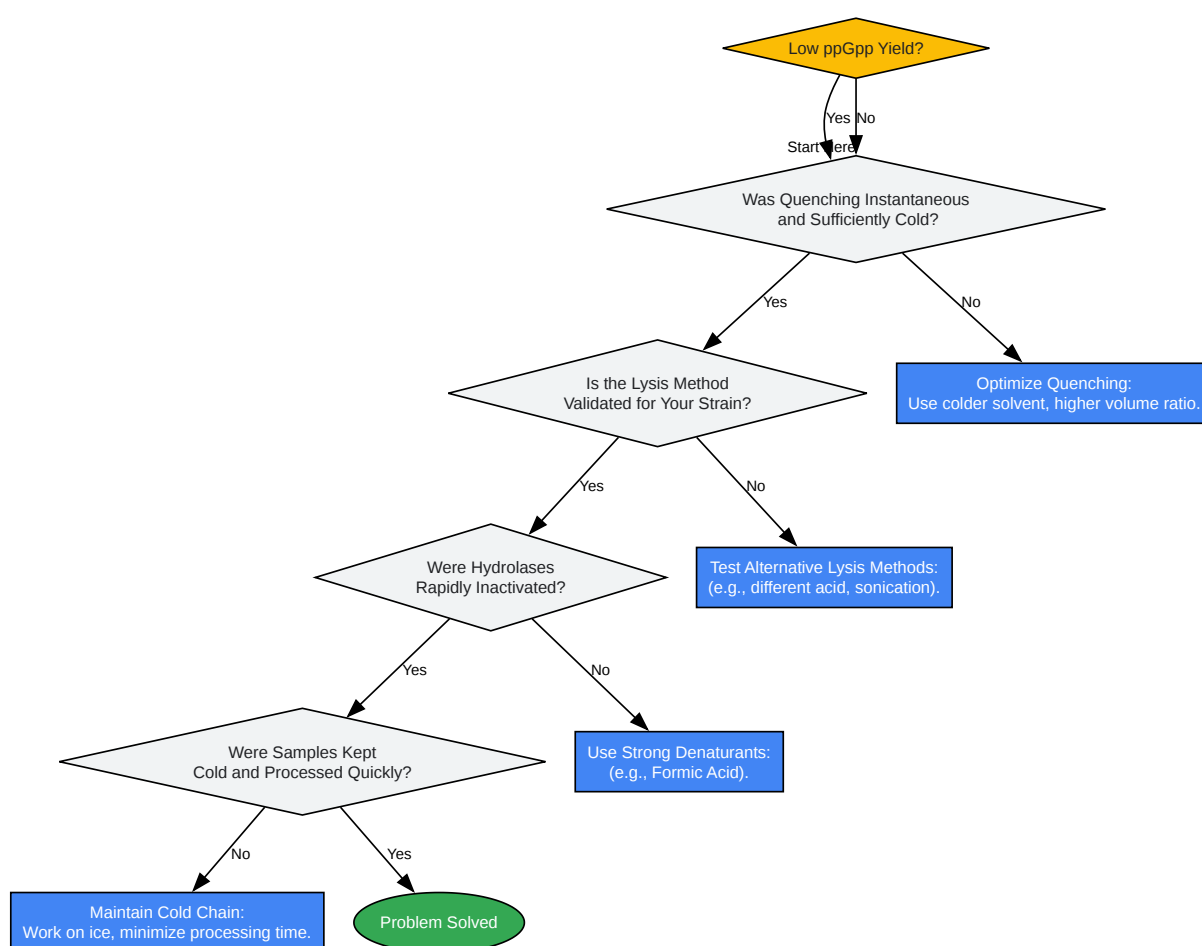 Low ppGpp Yield?
Yes
No
Start Here
Was Quenching Instantaneous
and Sufficiently Cold?
Yes
No
Is the Lysis Method
Validated for Your Strain?
Optimize Quenching:
Use colder solvent, higher volume ratio.
Yes
No
Were Hydrolases
Rapidly Inactivated?
Test Alternative Lysis Methods:
(e.g., different acid, sonication).
Yes
No
Were Samples Kept
Cold and Processed Quickly?
Use Strong Denaturants:
(e.g., Formic Acid).
No
Yes
Maintain Cold Chain:
Work on ice, minimize processing time.
Problem Solved